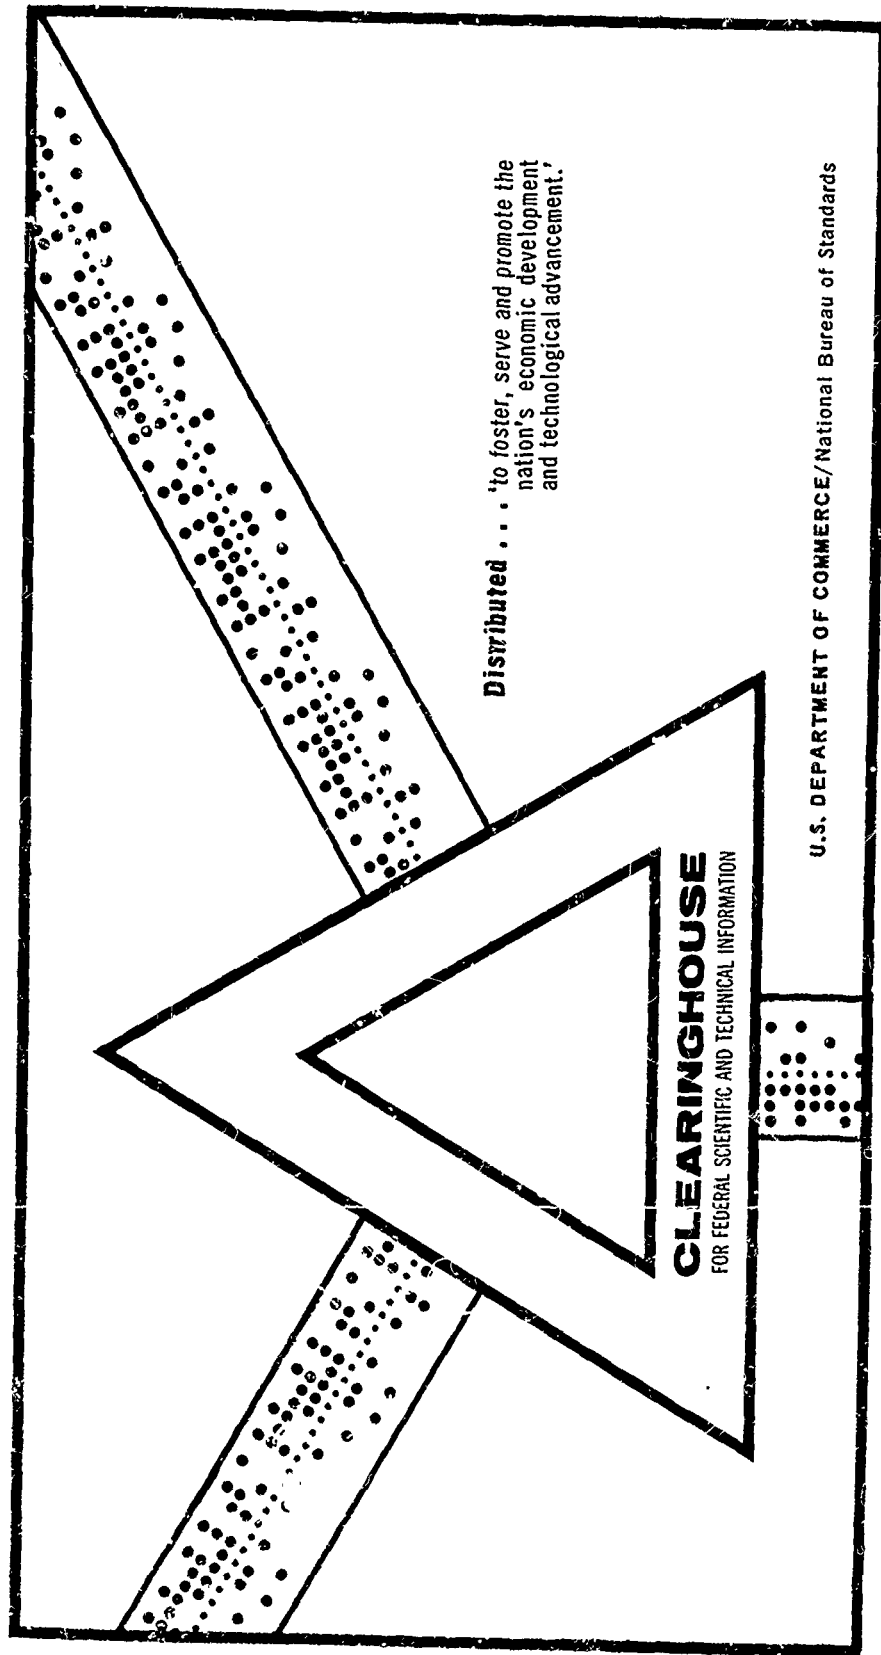 Distributed . . . 'to foster, serve and promote the
nation's economic development
and technological advancement.'
CLEARINGHOUSE
FOR FEDERAL SCIENTIFIC AND TECHNICAL INFORMATION
U.S. DEPARTMENT OF COMMERCE/National Bureau of Standards